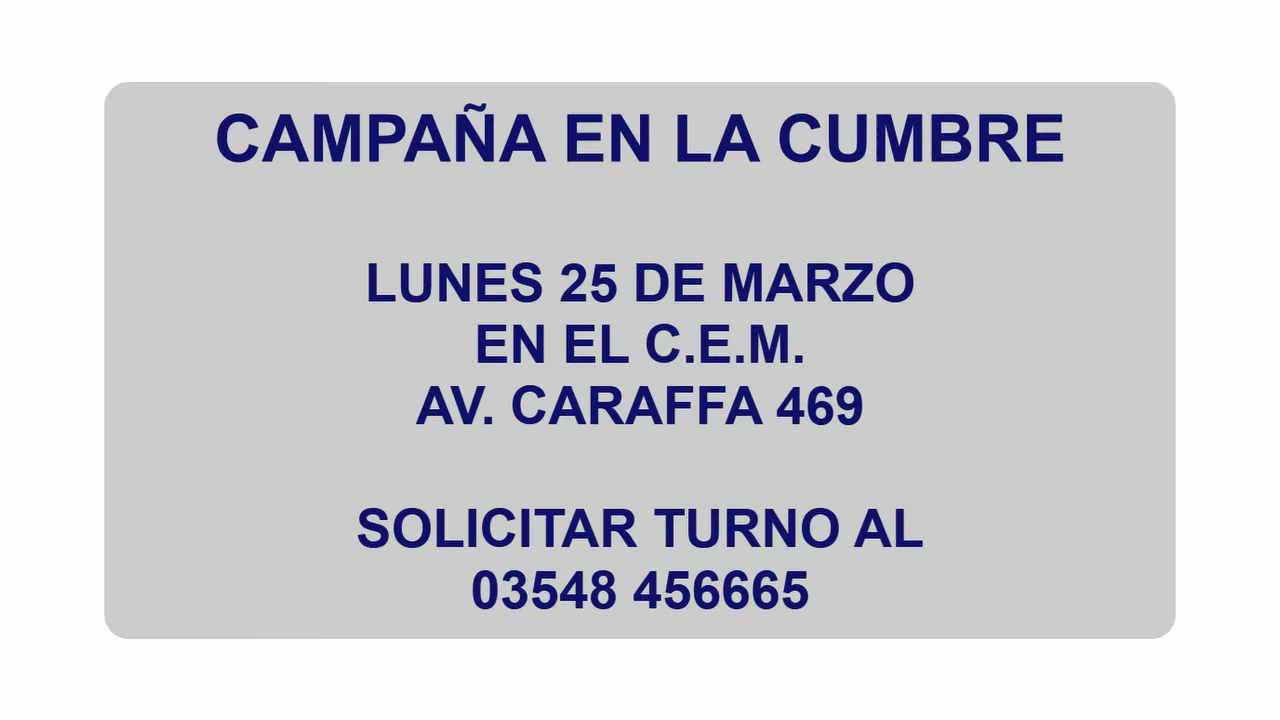 CAMPAÑA EN LA CUMBRE
LUNES 25 DE MARZO
EN EL C.E.M.
AV. CARAFFA 469
SOLICITAR TURNO AL
03548 456665